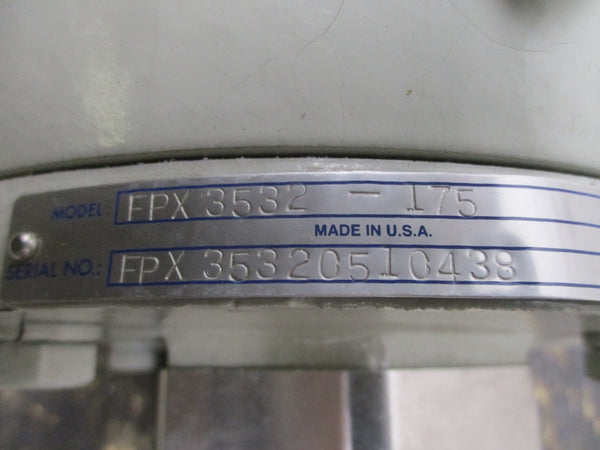 MODEL: FPX 3532 - 175
MADE IN U.S.A.
SERIAL NO.: FPX 35320510438